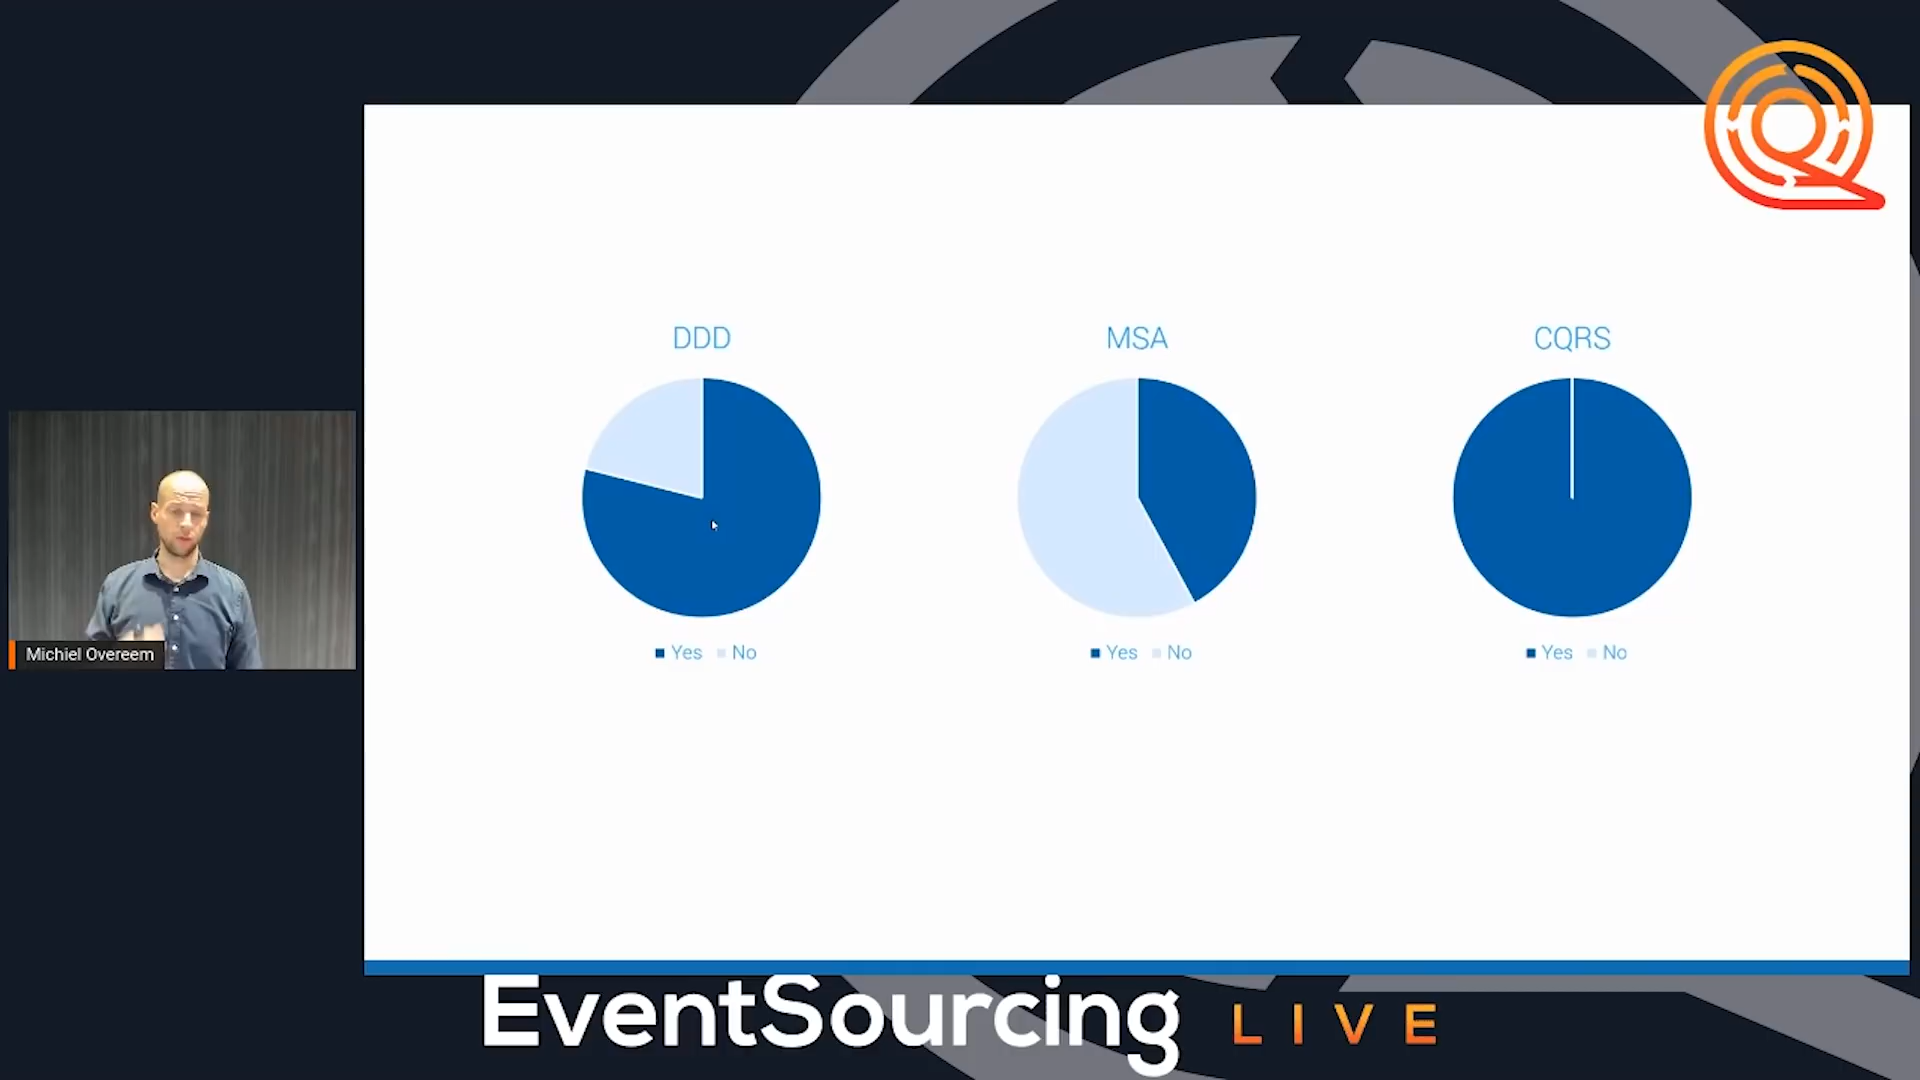 DDD
MSA
CQRS
Yes No
Yes No
Yes No
Michiel Overeem
EventSourcing LIVE